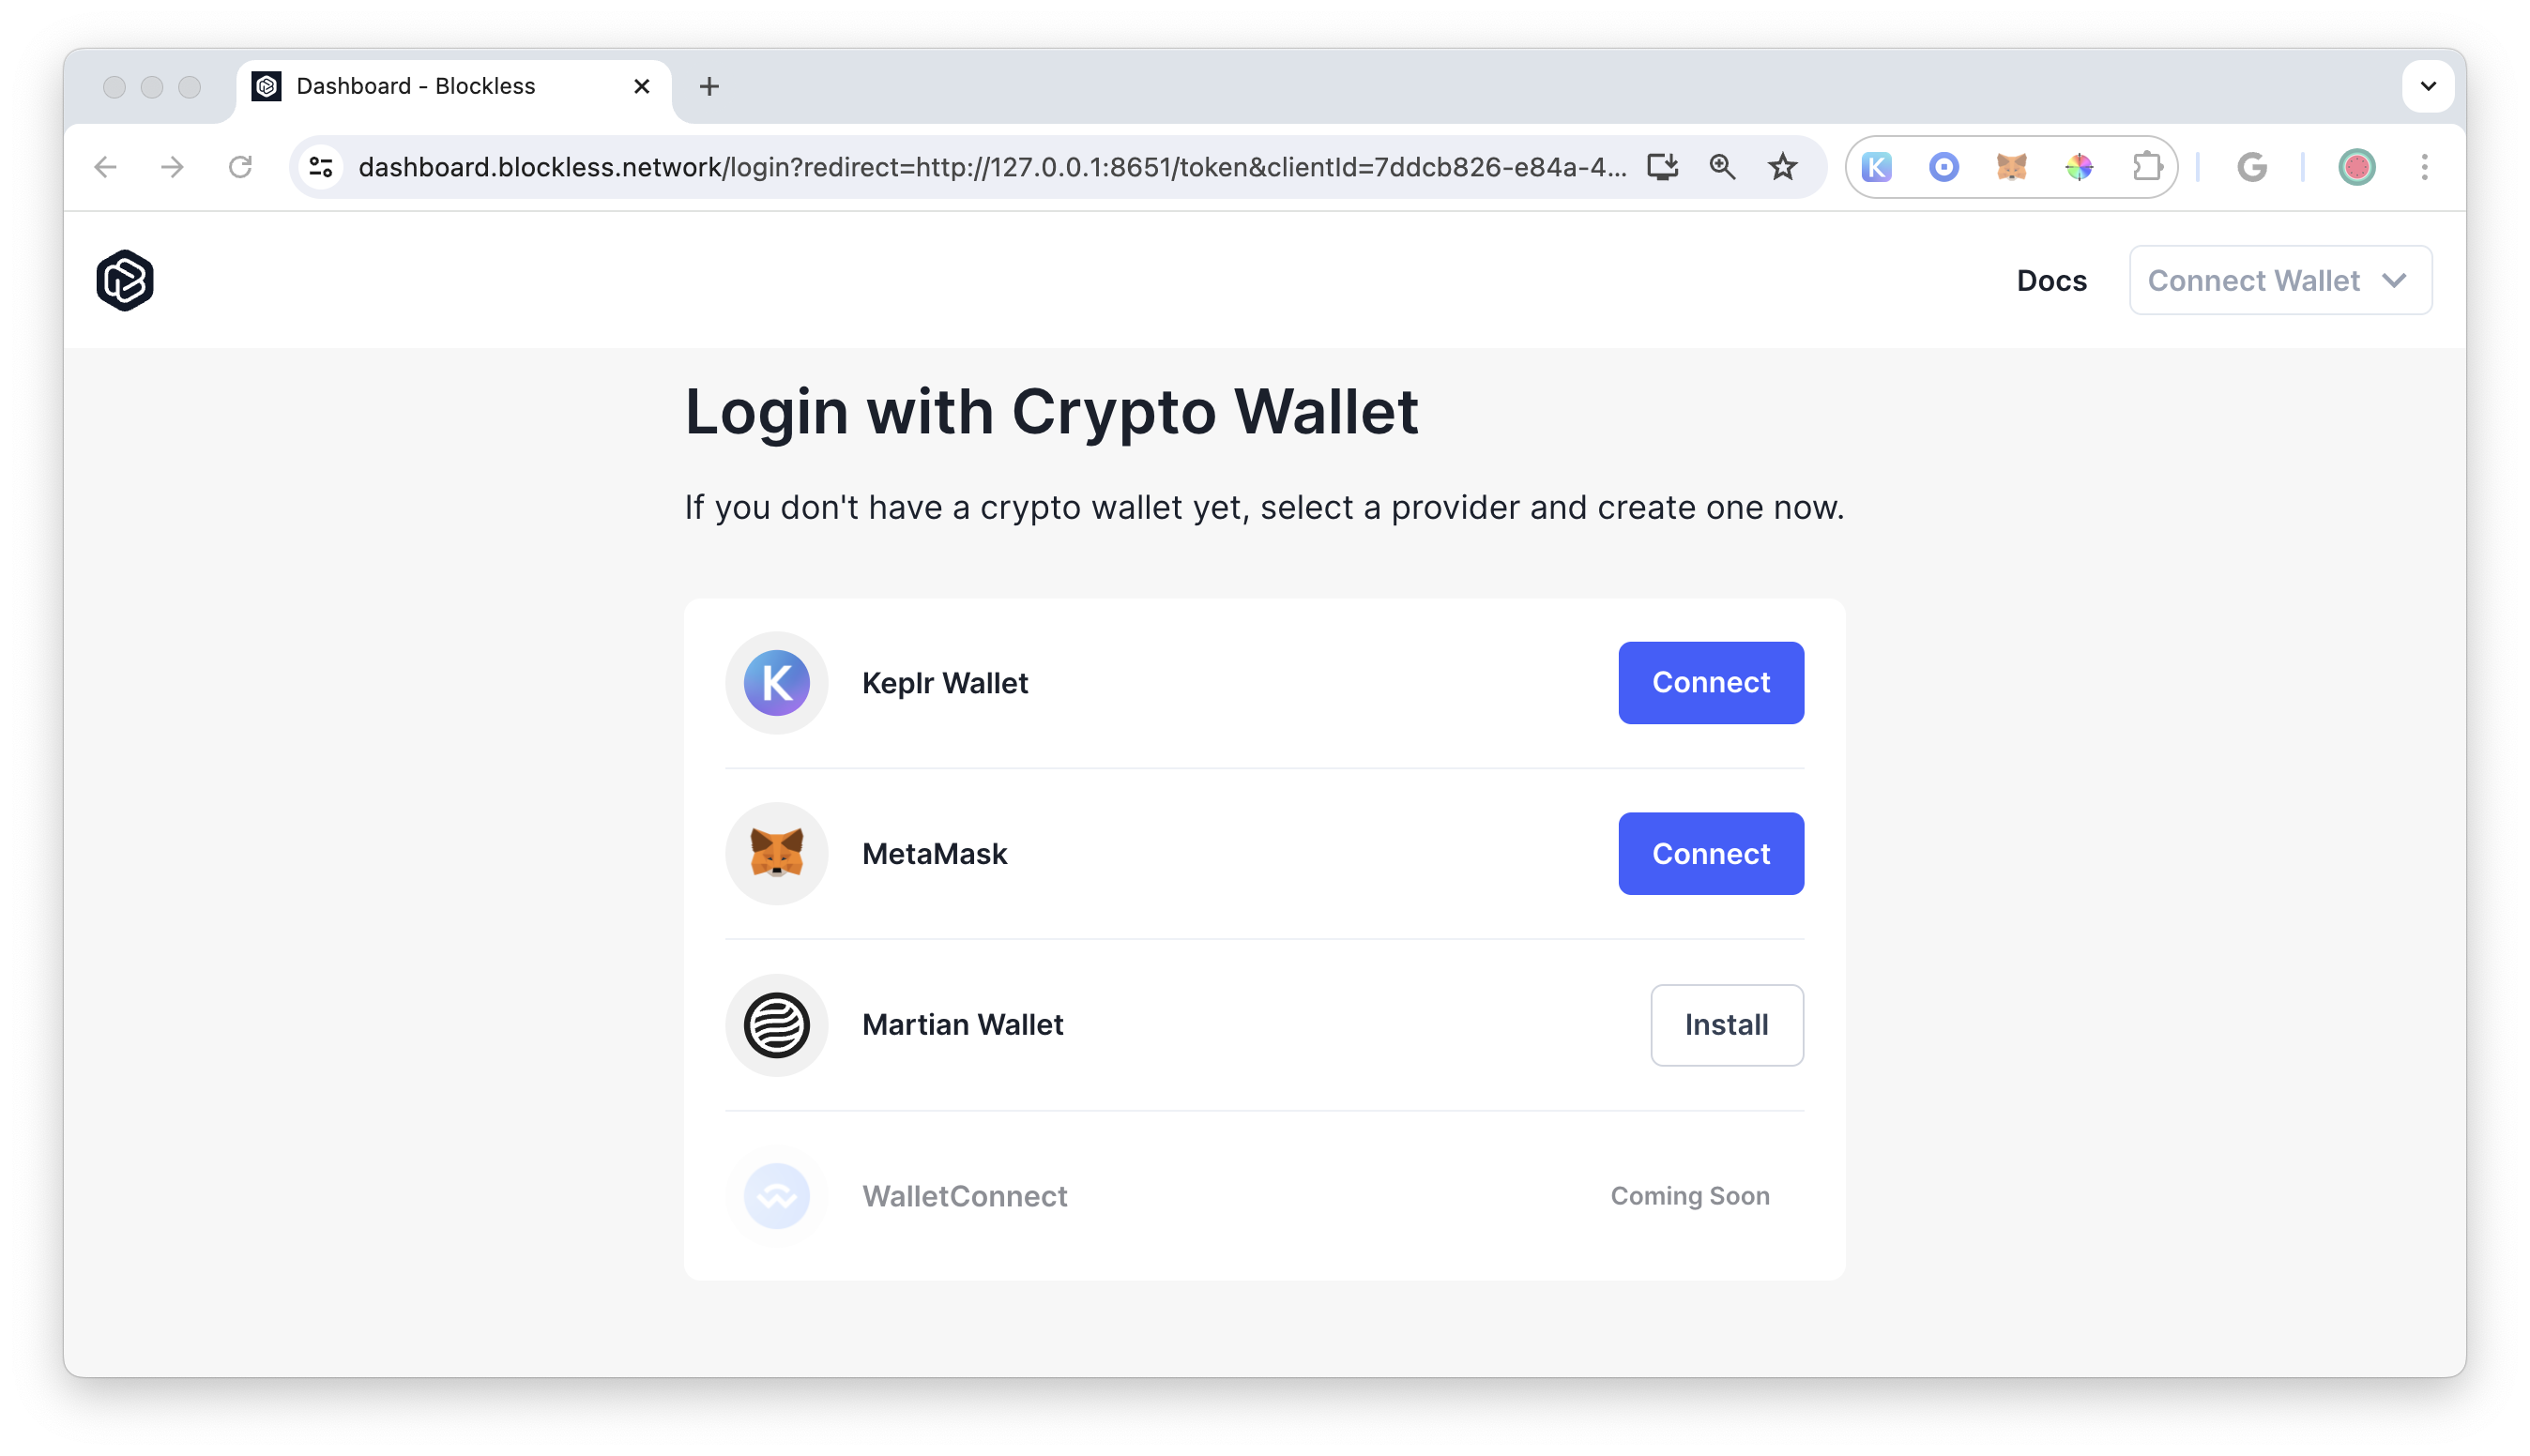 Dashboard - Blockless
dashboard.blockless.network/login?redirect=http://127.0.0.1:8651/token&clientId=7ddcb826-e84a-4...
Docs
Connect Wallet
Login with Crypto Wallet
If you don't have a crypto wallet yet, select a provider and create one now.
Keplr Wallet
Connect
MetaMask
Connect
Martian Wallet
Install
WalletConnect
Coming Soon